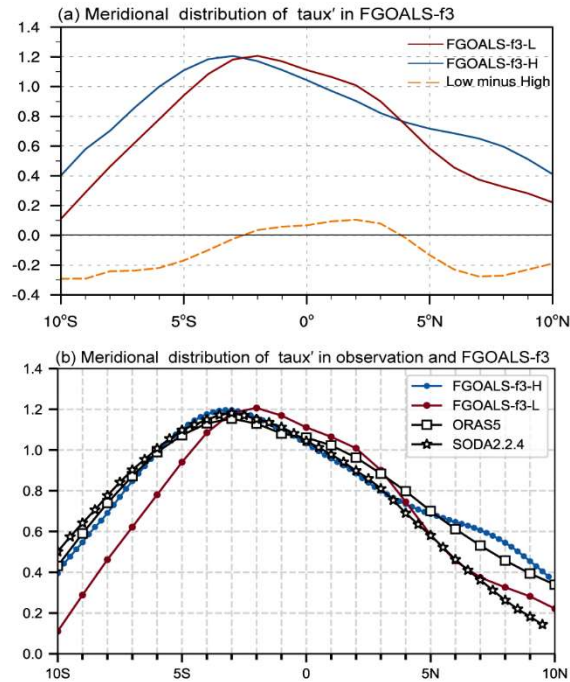 (a) Meridional distribution of taux′ in FGOALS-f3
1.4
1.2
1.0
0.8
0.6
0.4
0.2
0.0
-0.2
-0.4
FGOALS-f3-L
FGOALS-f3-H
Low minus High
10°S 5°S 0° 5°N 10°N
(b) Meridional distribution of taux′ in observation and FGOALS-f3
1.4
1.2
1.0
0.8
0.6
0.4
0.2
0.0
FGOALS-f3-H
FGOALS-f3-L
ORAS5
SODA2.2.4
10S 5S 0 5N 10N